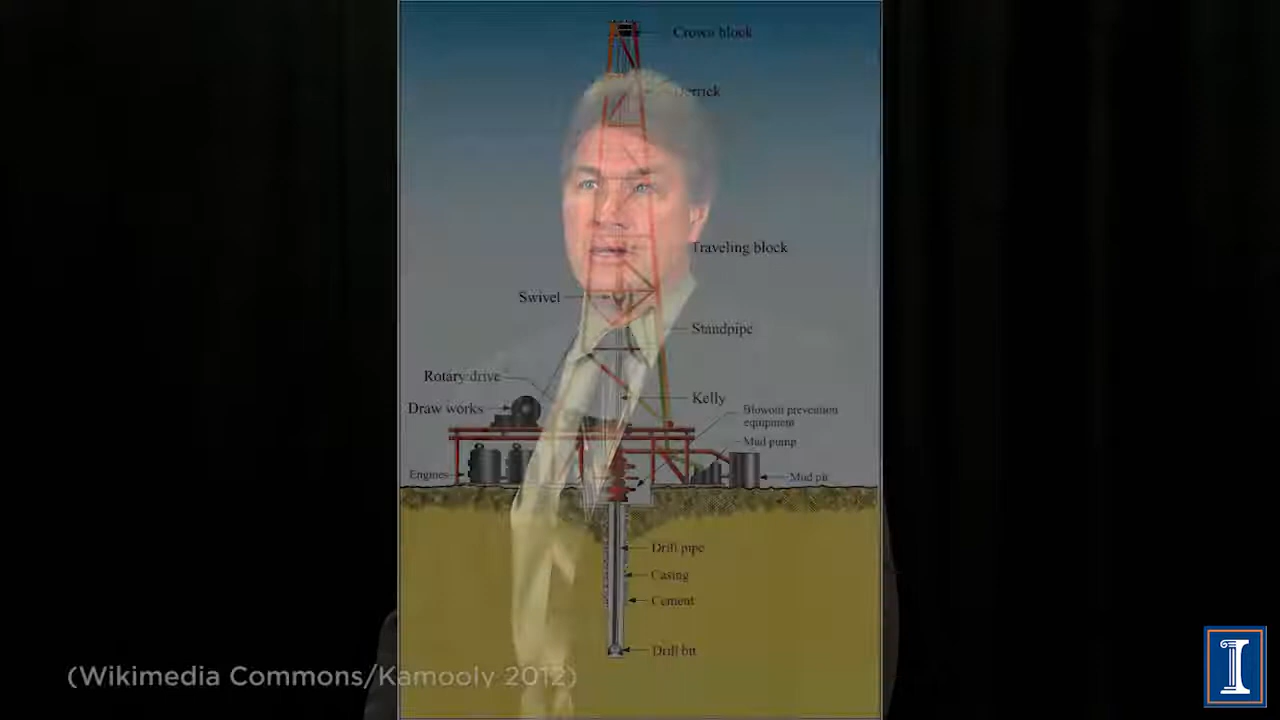 Crown block
Derrick
Traveling block
Swivel
Standpipe
Rotary drive
Draw works
Kelly
Blowout prevention
equipment
Mud pump
Engines
Mud pit
Drill pipe
Casing
Cement
Drill bit
(Wikimedia Commons/Kamooly 2012)
I